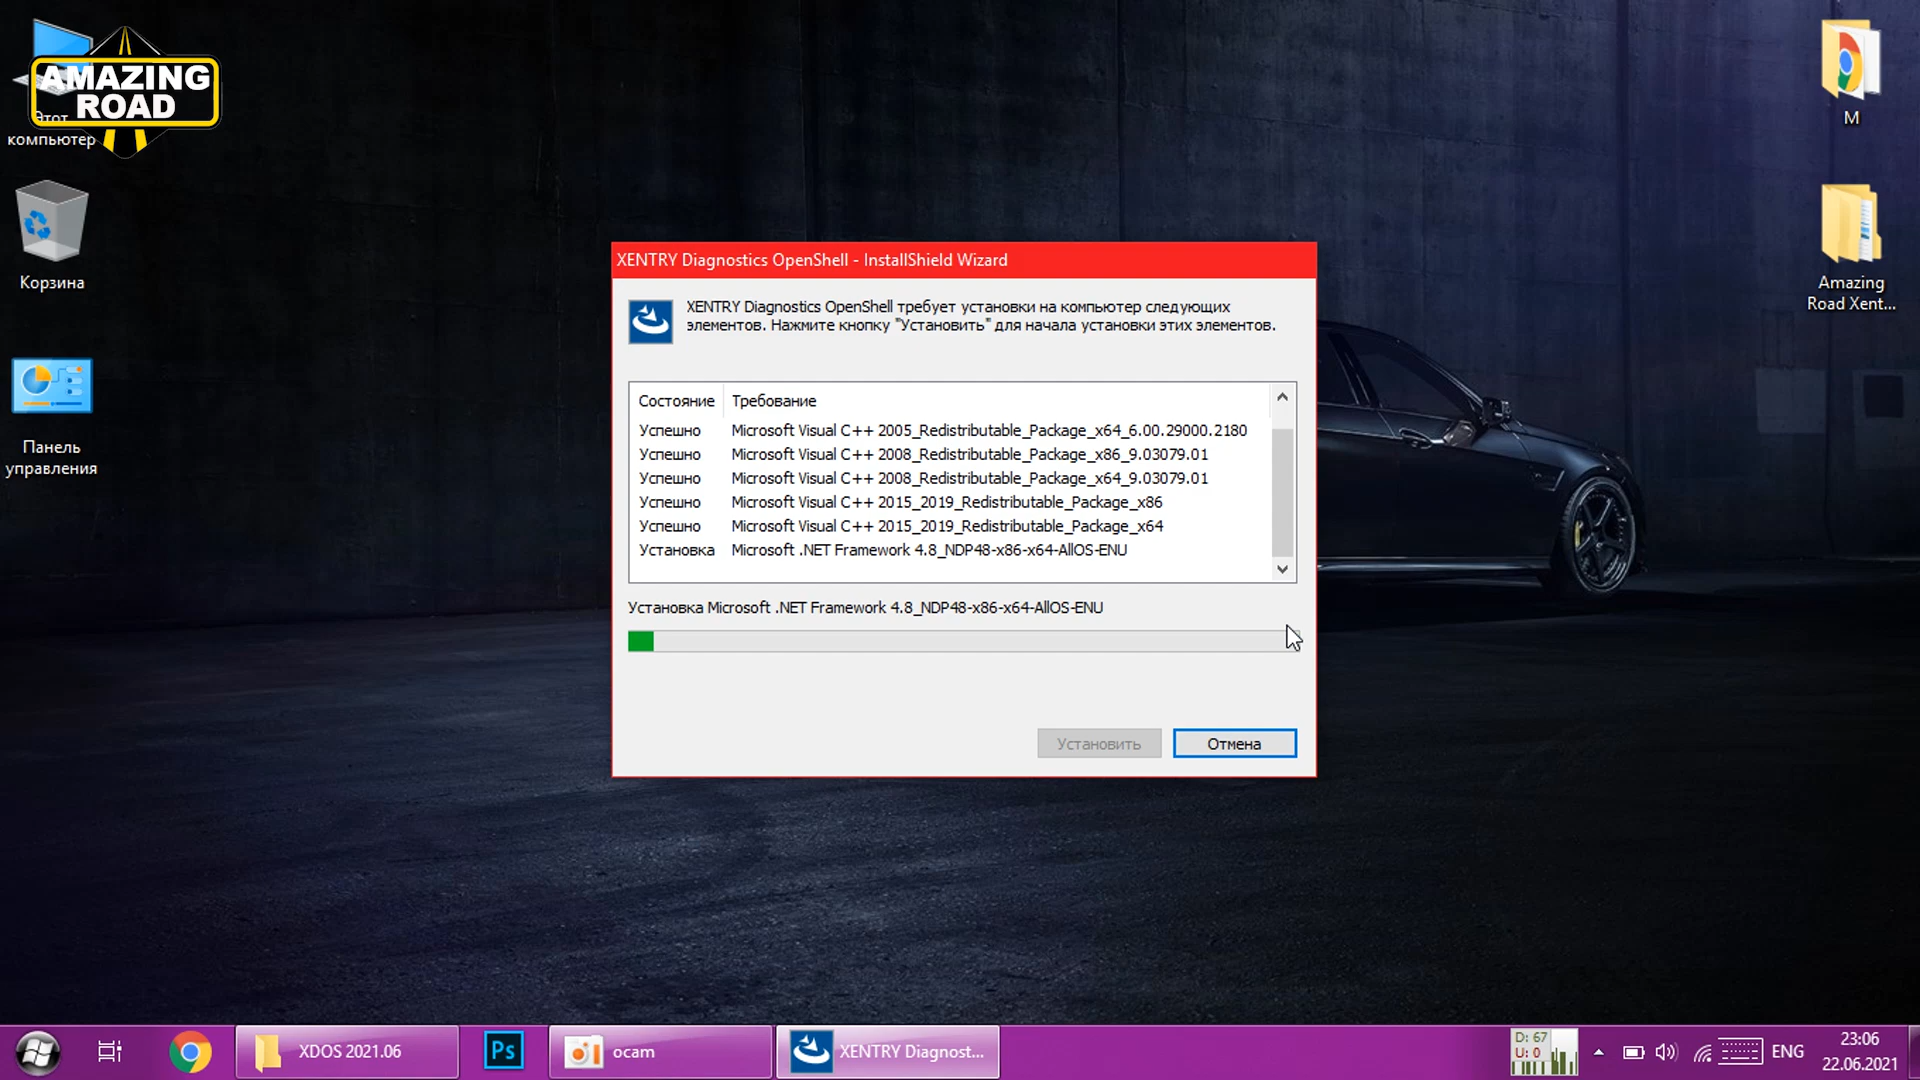 AMAZING
ROAD
Этот
компьютер
Корзина
Панель
управления
M
Amazing
Road Xent...
XENTRY Diagnostics OpenShell - InstallShield Wizard
XENTRY Diagnostics OpenShell требует установки на компьютер следующих
элементов. Нажмите кнопку "Установить" для начала установки этих элементов.
Состояние Требование
Успешно Microsoft Visual C++ 2005_Redistributable_Package_x64_6.00.29000.2180
Успешно Microsoft Visual C++ 2008_Redistributable_Package_x86_9.03079.01
Успешно Microsoft Visual C++ 2008_Redistributable_Package_x64_9.03079.01
Успешно Microsoft Visual C++ 2015_2019_Redistributable_Package_x86
Успешно Microsoft Visual C++ 2015_2019_Redistributable_Package_x64
Установка Microsoft .NET Framework 4.8_NDP48-x86-x64-AllOS-ENU
Установка Microsoft .NET Framework 4.8_NDP48-x86-x64-AllOS-ENU
Установить Отмена
XDOS 2021.06
Ps
ocam
XENTRY Diagnost...
D: 67
U: 0
ENG
23:06
22.06.2021